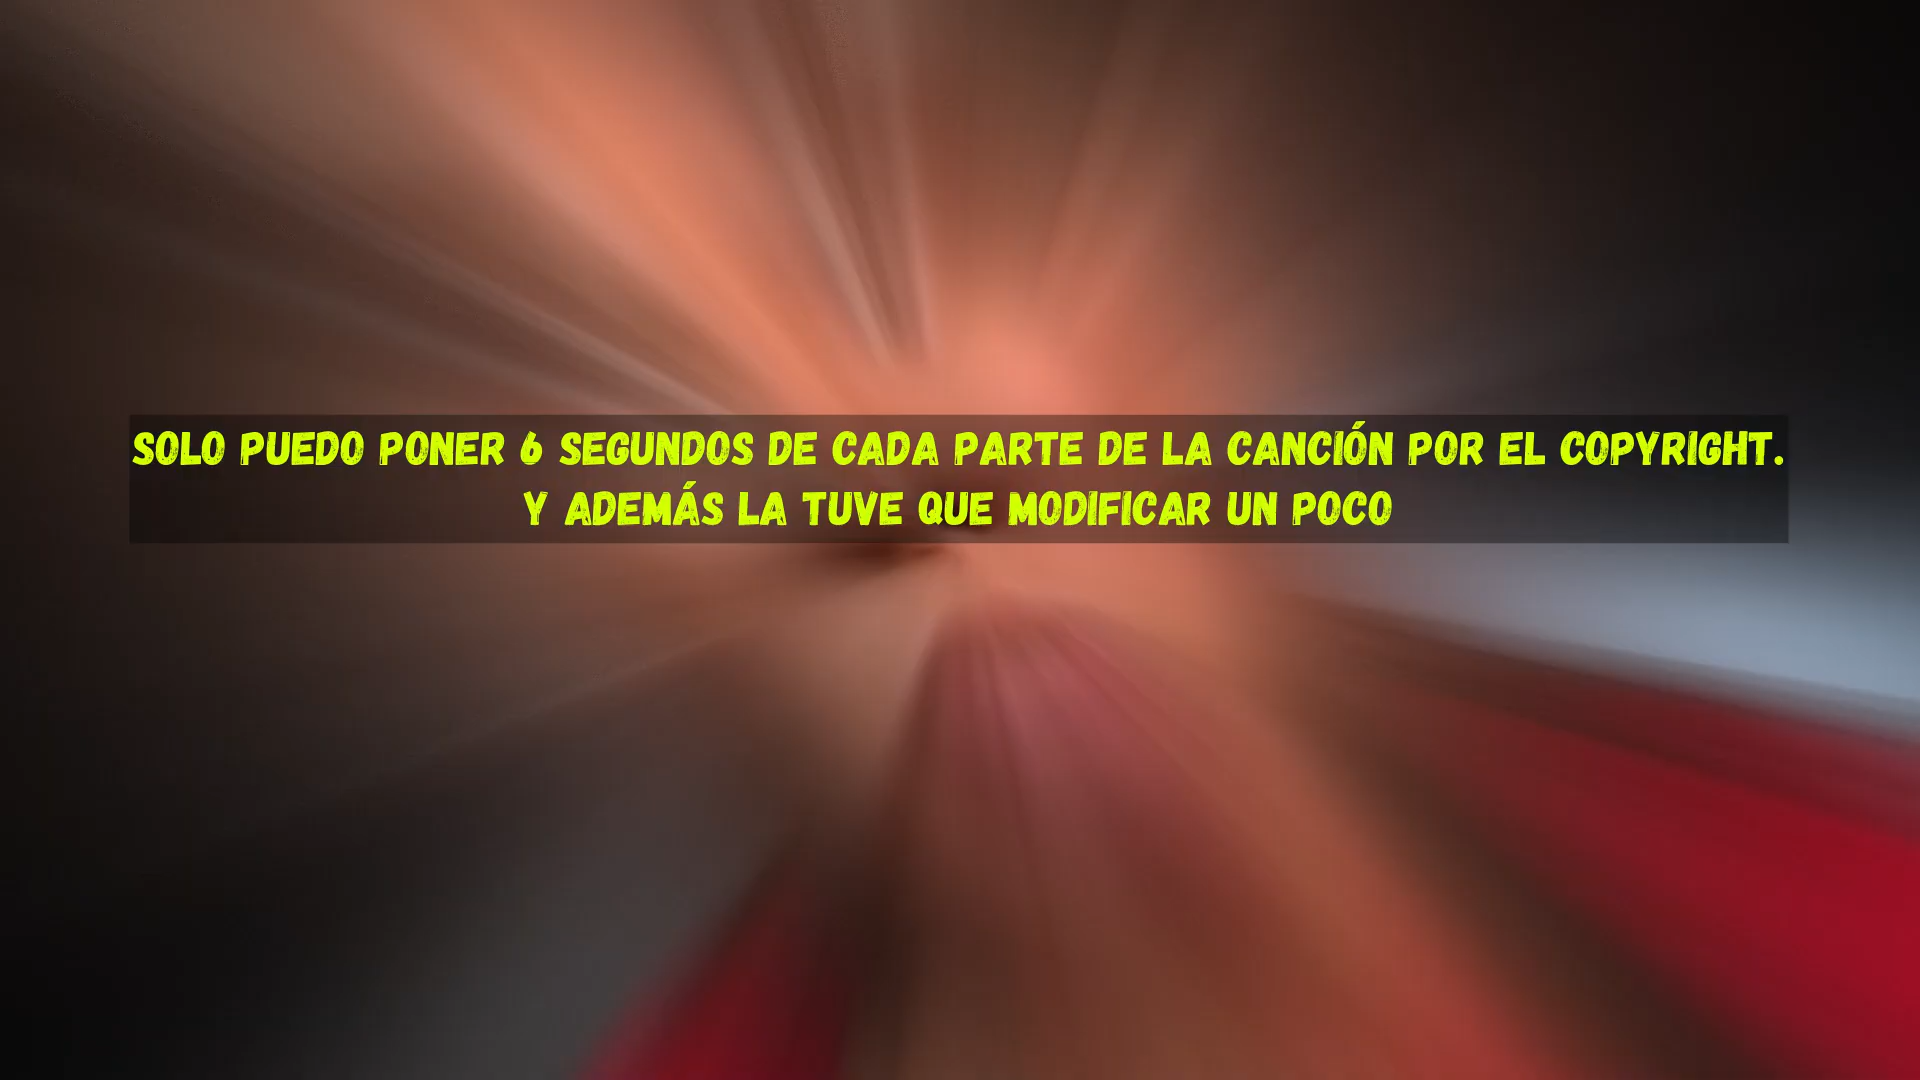 SOLO PUEDO PONER 6 SEGUNDOS DE CADA PARTE DE LA CANCIÓN POR EL COPYRIGHT.
Y ADEMÁS LA TUVE QUE MODIFICAR UN POCO